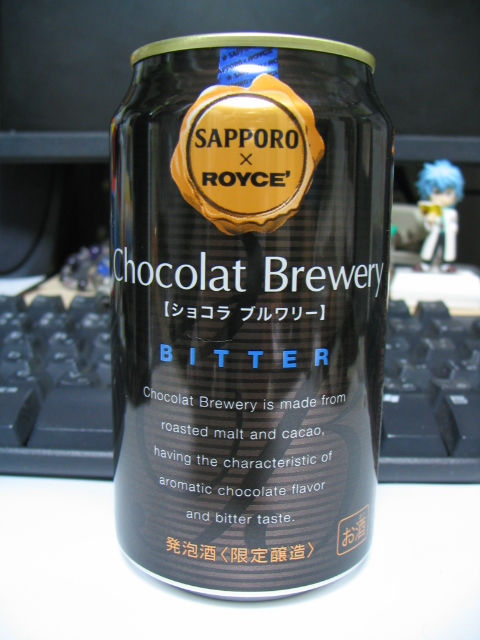 SAPPORO
SAPPORO × ROYCE'
Chocolat Brewery
【ショコラ ブルワリー】
BITTER
Chocolat Brewery is made from
roasted malt and cacao,
having the characteristic of
aromatic chocolate flavor
and bitter taste.
発泡酒〈限定醸造〉
お酒